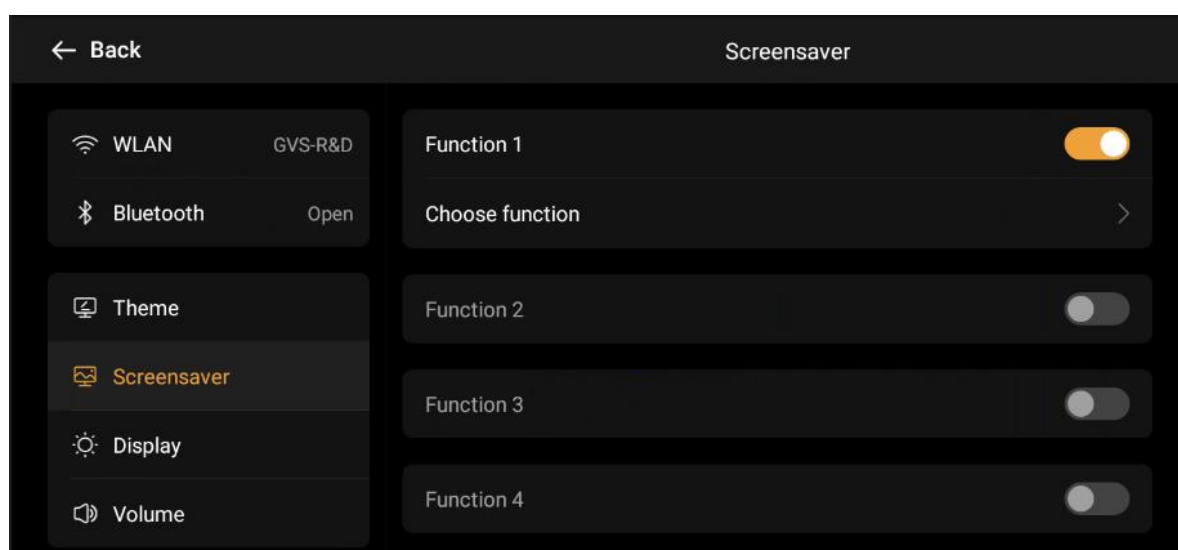 Back
Screensaver
WLAN GVS-R&D
Bluetooth Open
Theme
Screensaver
Display
Volume
Function 1
Choose function
Function 2
Function 3
Function 4